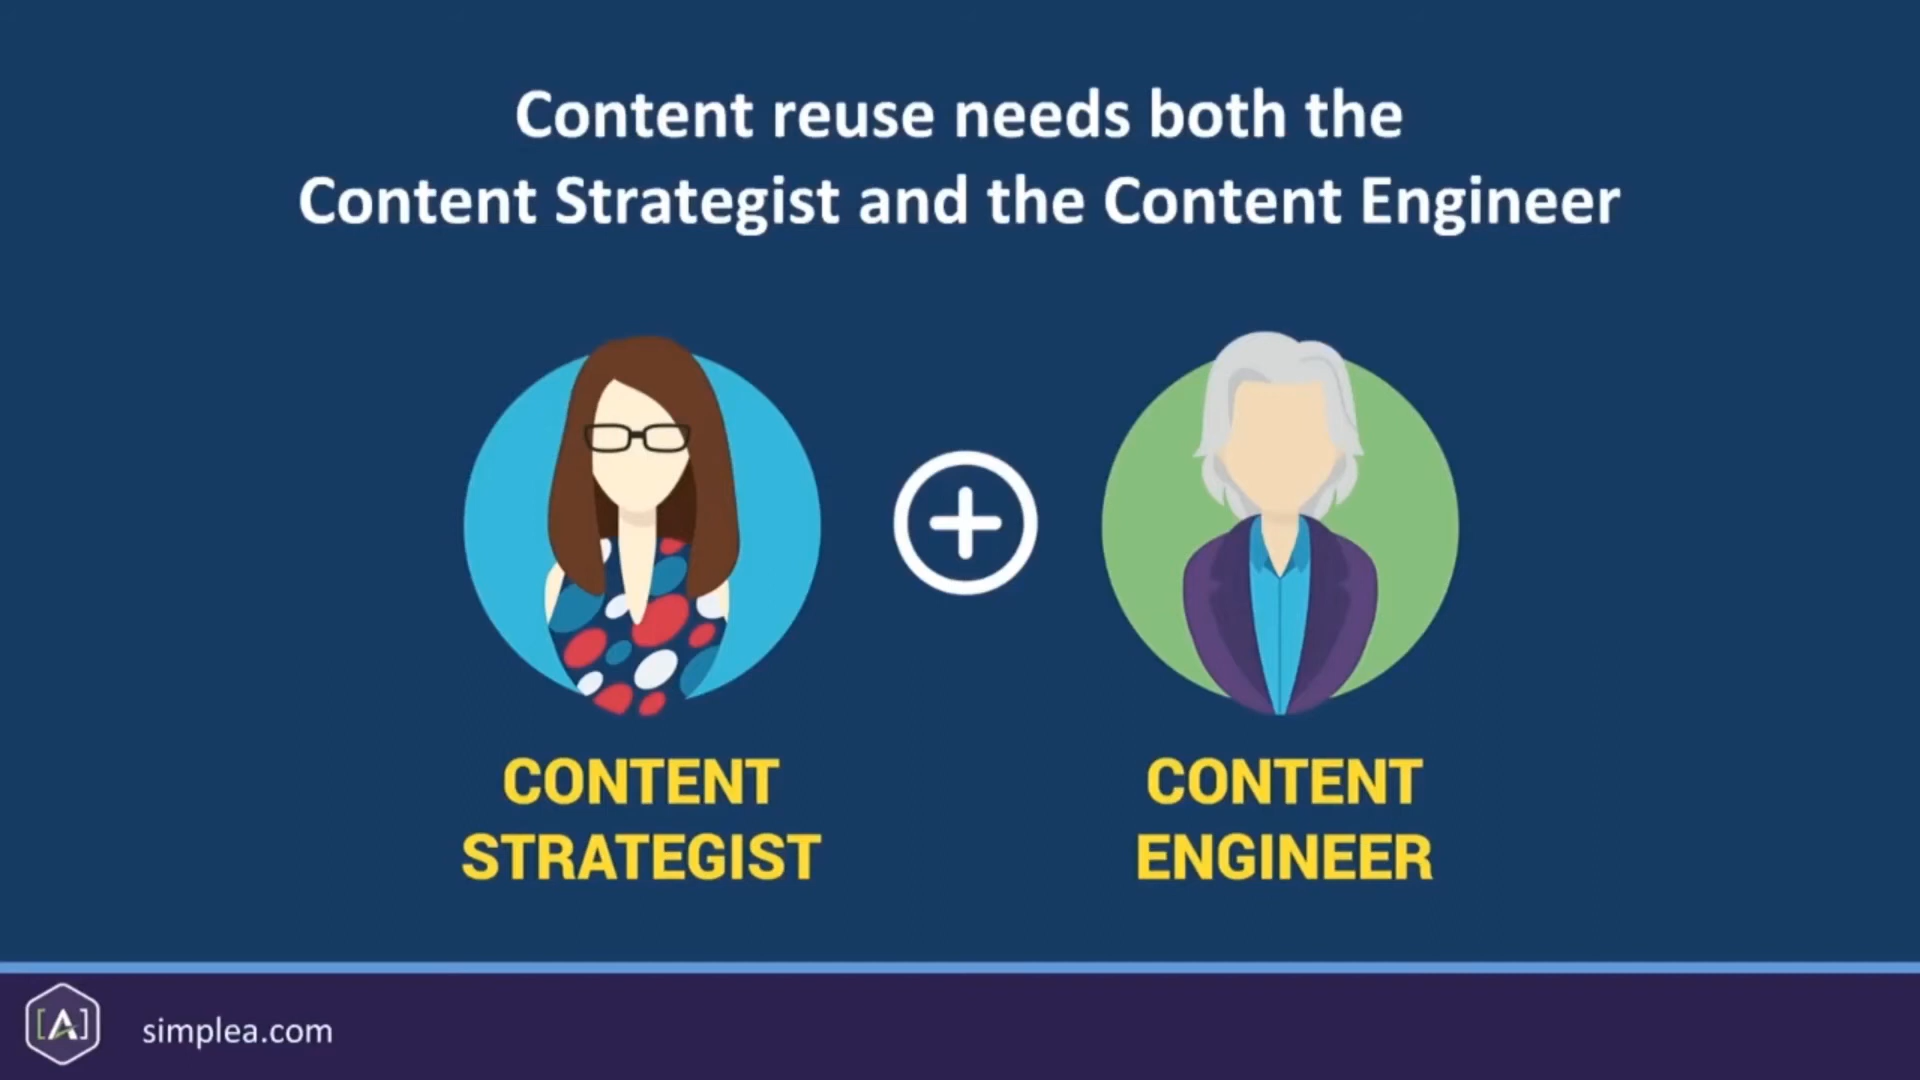 Content reuse needs both the
Content Strategist and the Content Engineer
CONTENT
STRATEGIST
CONTENT
ENGINEER
[A]
simplea.com